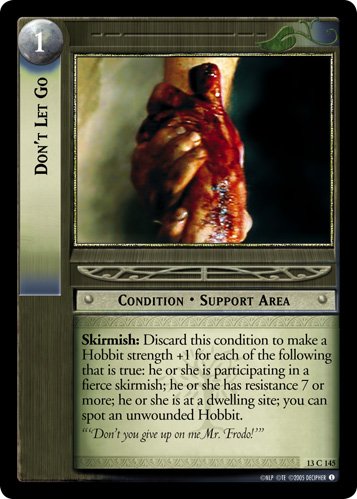 1
DON'T LET GO
CONDITION • SUPPORT AREA
Skirmish: Discard this condition to make a
Hobbit strength +1 for each of the following
that is true: he or she is participating in a
fierce skirmish; he or she has resistance 7 or
more; he or she is at a dwelling site; you can
spot an unwounded Hobbit.
“‘Don't you give up on me Mr. Frodo!’”
©NLP ©TE ©2005 DECIPHER
13 C 145